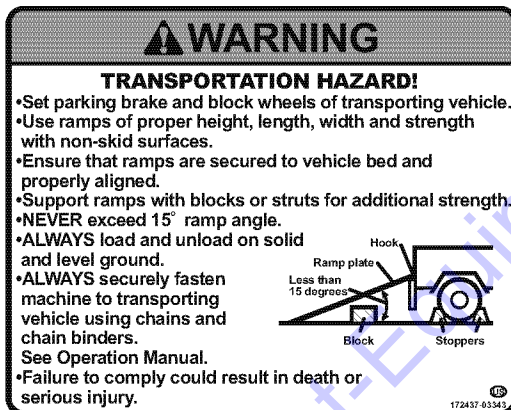 WARNING
TRANSPORTATION HAZARD!
•Set parking brake and block wheels of transporting vehicle.
•Use ramps of proper height, length, width and strength
with non-skid surfaces.
•Ensure that ramps are secured to vehicle bed and
properly aligned.
•Support ramps with blocks or struts for additional strength.
•NEVER exceed 15° ramp angle.
•ALWAYS load and unload on solid
and level ground.
•ALWAYS securely fasten
machine to transporting
vehicle using chains and
chain binders.
See Operation Manual.
•Failure to comply could result in death or
serious injury.
Hook
Ramp plate
Less than
15 degrees
Block
Stoppers
US
172437-03343